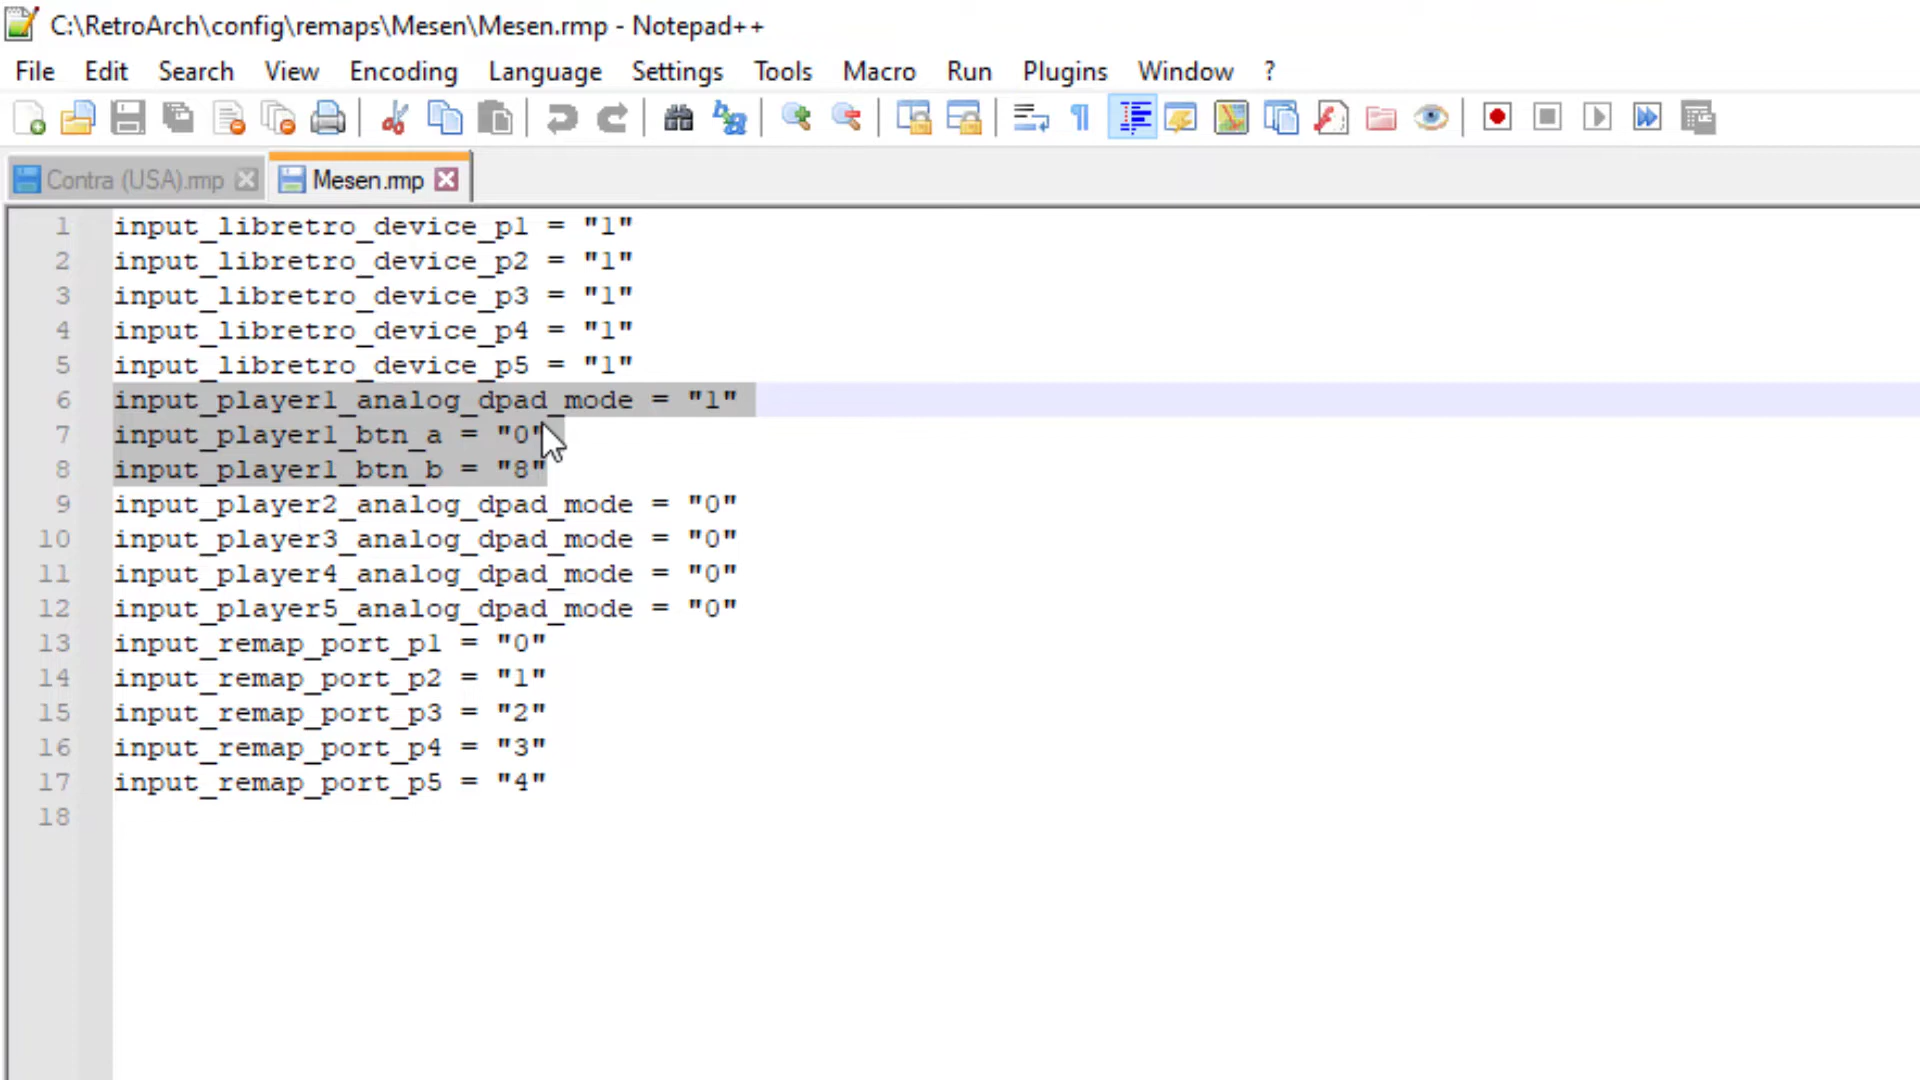 C:\RetroArch\config\remaps\Mesen\Mesen.rmp - Notepad++
File Edit Search View Encoding Language Settings Tools Macro Run Plugins Window ?
Contra (USA).rmp Mesen.rmp
1 input_libretro_device_p1 = "1"
2 input_libretro_device_p2 = "1"
3 input_libretro_device_p3 = "1"
4 input_libretro_device_p4 = "1"
5 input_libretro_device_p5 = "1"
6 input_player1_analog_dpad_mode = "1"
7 input_player1_btn_a = "0"
8 input_player1_btn_b = "8"
9 input_player2_analog_dpad_mode = "0"
10 input_player3_analog_dpad_mode = "0"
11 input_player4_analog_dpad_mode = "0"
12 input_player5_analog_dpad_mode = "0"
13 input_remap_port_p1 = "0"
14 input_remap_port_p2 = "1"
15 input_remap_port_p3 = "2"
16 input_remap_port_p4 = "3"
17 input_remap_port_p5 = "4"
18